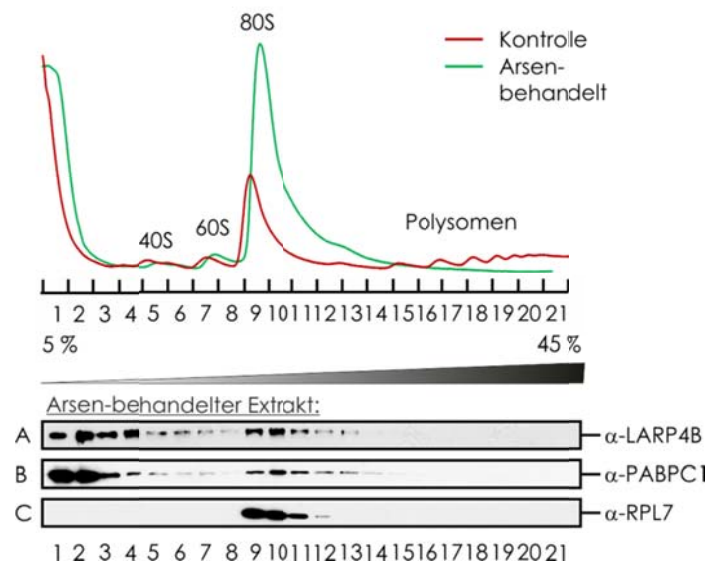 80S
Kontrolle
Arsen-
behandelt
40S
60S
Polysomen
1 2 3 4 5 6 7 8 9 10 11 12 13 14 15 16 17 18 19 20 21
5 %
45 %
Arsen-behandelter Extrakt:
A α-LARP4B
B α-PABPC1
C α-RPL7
1 2 3 4 5 6 7 8 9 10 11 12 13 14 15 16 17 18 19 20 21